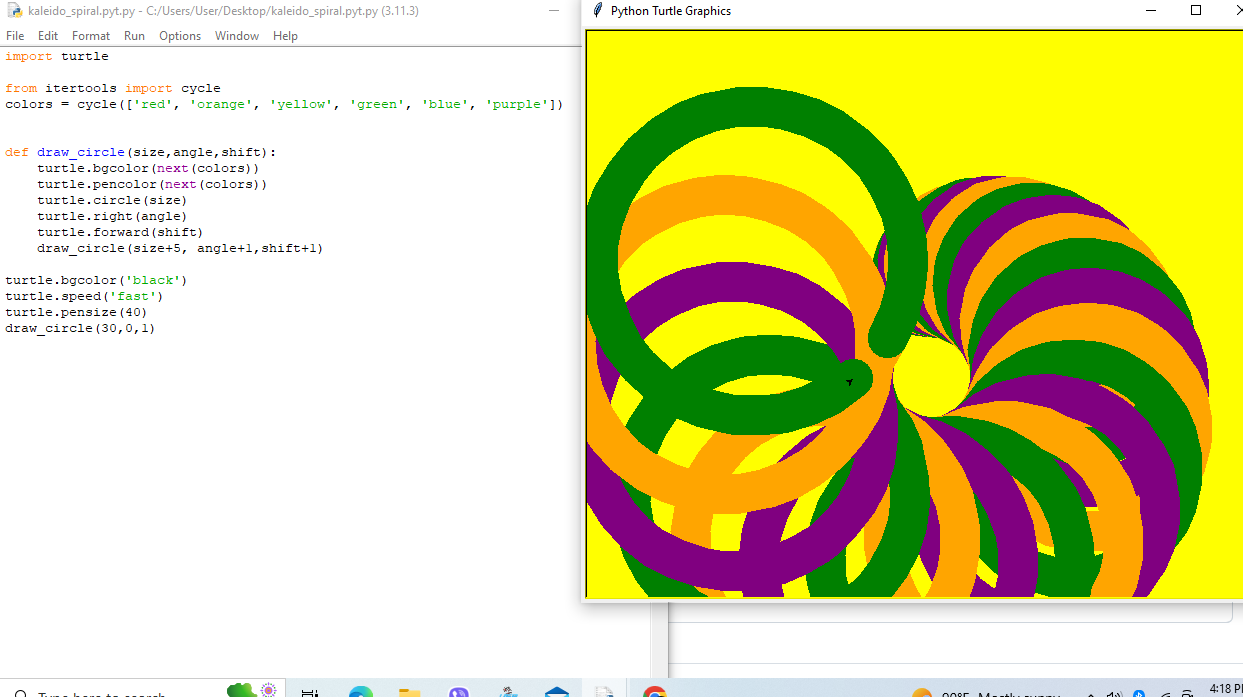 kaleido_spiral.pyt.py - C:/Users/User/Desktop/kaleido_spiral.pyt.py (3.11.3)
File Edit Format Run Options Window Help
import turtle
from itertools import cycle
colors = cycle(['red', 'orange', 'yellow', 'green', 'blue', 'purple'])
def draw_circle(size,angle,shift):
    turtle.bgcolor(next(colors))
    turtle.pencolor(next(colors))
    turtle.circle(size)
    turtle.right(angle)
    turtle.forward(shift)
    draw_circle(size+5, angle+1,shift+1)
turtle.bgcolor('black')
turtle.speed('fast')
turtle.pensize(40)
draw_circle(30,0,1)
Python Turtle Graphics
Type here to search
90°F Mostly sunny
4:18 P